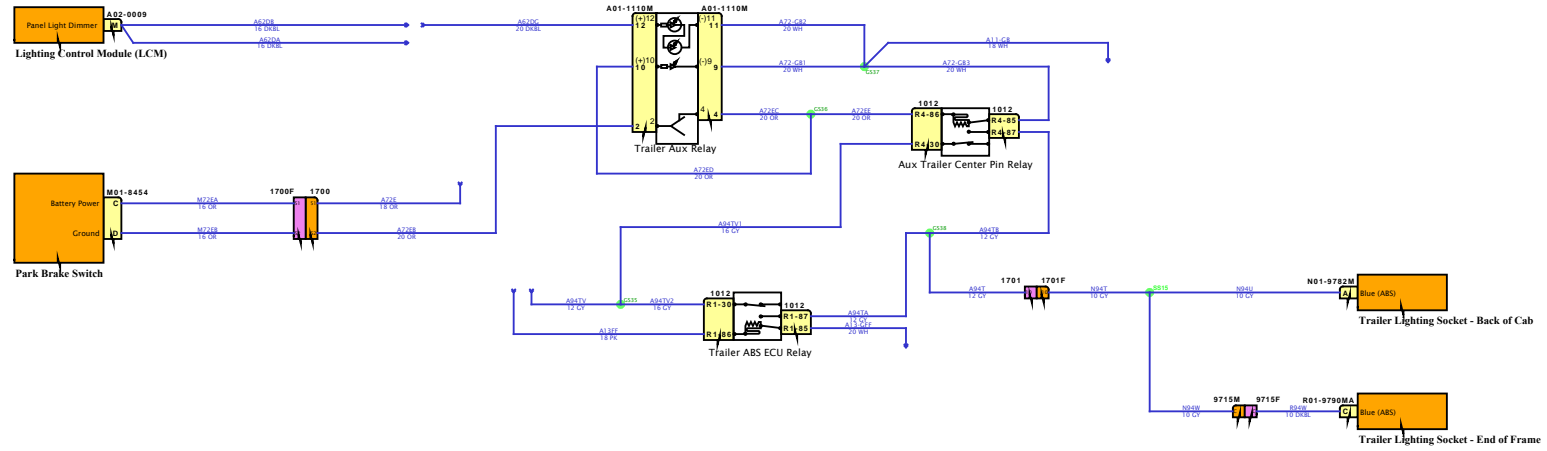 Panel Light Dimmer
A02-0009
M
Lighting Control Module (LCM)
A62DB
16 DKBL
A62DA
16 DKBL
A62DG
20 DKBL
A01-1110M
A01-1110M
(+)12
12
(-)11
11
(+)10
10
(-)9
9
4
4
2
2
Trailer Aux Relay
A72-GB2
20 WH
A11-GB
18 WH
A72-GB1
20 WH
GS37
A72-GB3
20 WH
A72EC
20 OR
GS36
A72EE
20 OR
A72ED
20 OR
1012
1012
R4-86
R4-30
R4-85
R4-87
Aux Trailer Center Pin Relay
Battery Power
Ground
M01-8454
C
D
Park Brake Switch
M72EA
16 OR
M72EB
16 OR
1700F
1700
S1
S1
A72E
18 OR
A72EB
20 OR
A94TV1
16 GY
GS38
A94TB
12 GY
A94TV
12 GY
GS35
A94TV2
16 GY
A13FF
18 PK
1012
1012
R1-30
R1-86
R1-87
R1-85
Trailer ABS ECU Relay
A94TA
12 GY
A13-GFF
20 WH
A94T
12 GY
1701
1701F
N94T
10 GY
SB15
N94U
10 GY
N01-9782M
A
Blue (ABS)
Trailer Lighting Socket - Back of Cab
N94W
10 GY
9715M
9715F
R94W
10 DKBL
R01-9790MA
C
Blue (ABS)
Trailer Lighting Socket - End of Frame